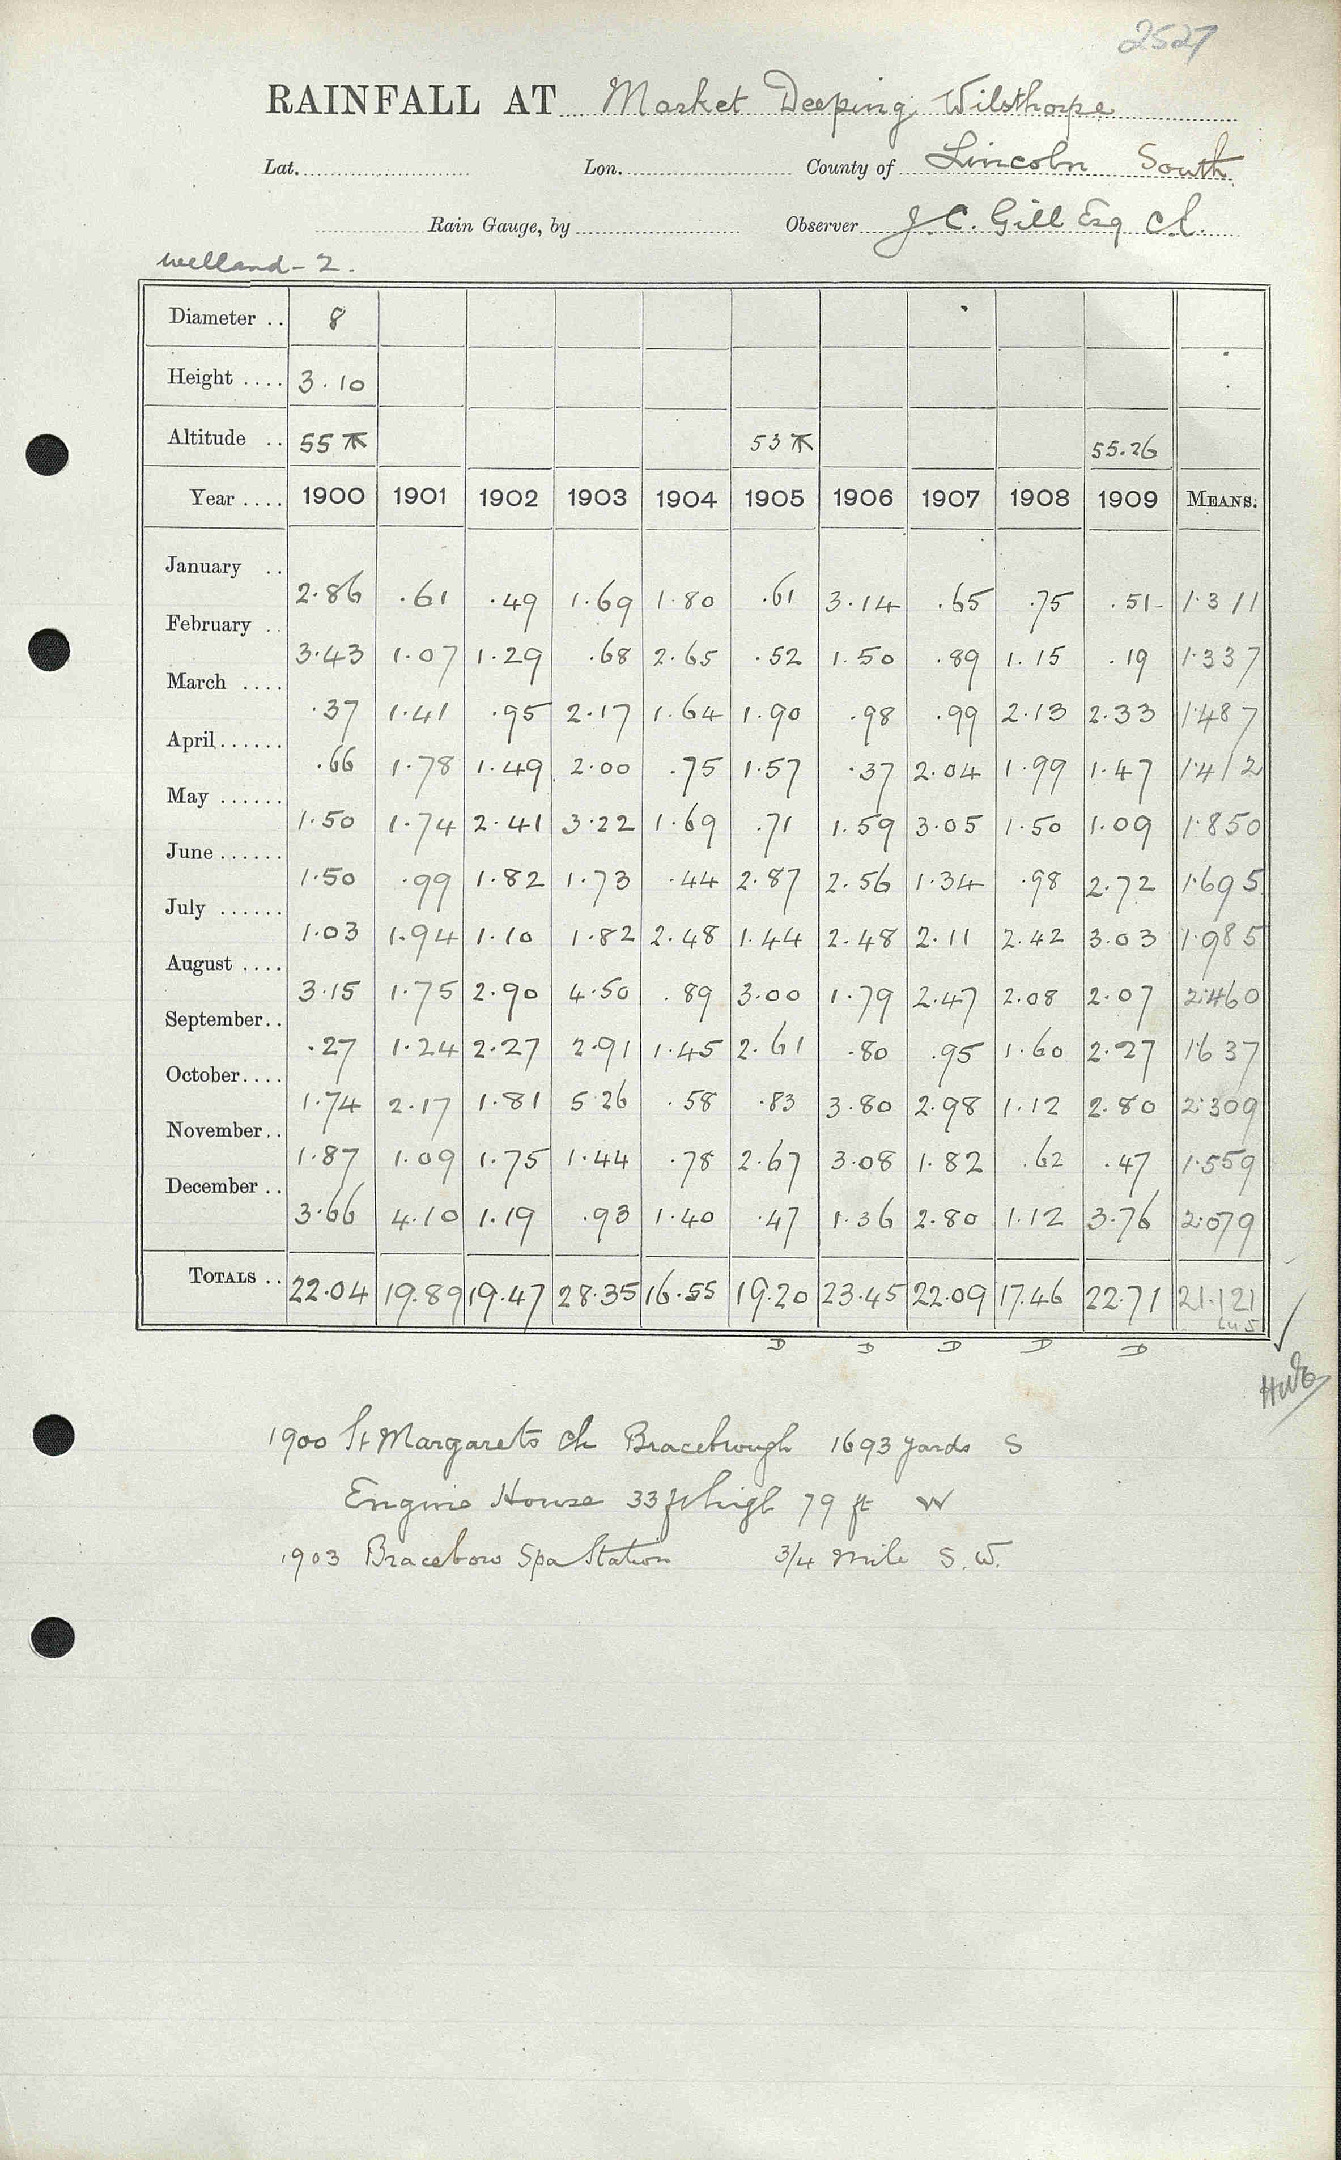 2527
RAINFALL AT Market Deeping Wilsthorpe
Lat. Lon. County of Lincoln South
Rain Gauge, by Observer J. C. Gill Esq C.E.
Welland - 2.
Diameter .. 8
Height .... 3.10
Altitude .. 55 53 55.26
Year .... 1900 1901 1902 1903 1904 1905 1906 1907 1908 1909 MEANS.
January .. 2.86 .61 .49 1.69 1.80 .61 3.14 .65 .75 .51 1.311
February .. 3.43 1.07 1.29 .68 2.65 .52 1.50 .89 1.15 .19 1.337
March .... .37 1.41 .95 2.17 1.64 1.90 .98 .99 2.13 2.33 1.487
April ...... .66 1.78 1.49 2.00 .75 1.57 .37 2.04 1.99 1.47 1.412
May ...... 1.50 1.74 2.41 3.22 1.69 .71 1.59 3.05 1.50 1.09 1.850
June ...... 1.50 .99 1.82 1.73 .44 2.87 2.56 1.34 .98 2.72 1.695
July ...... 1.03 1.94 1.10 1.82 2.48 1.44 2.48 2.11 2.42 3.03 1.985
August .... 3.15 1.75 2.90 4.50 .89 3.00 1.79 2.47 2.08 2.07 2.460
September .. .27 1.24 2.27 2.91 1.45 2.61 .80 .95 1.60 2.27 1.637
October .... 1.74 2.17 1.81 5.26 .58 .83 3.80 2.98 1.12 2.80 2.309
November .. 1.87 1.09 1.75 1.44 .78 2.67 3.08 1.82 .62 .47 1.559
December .. 3.66 4.10 1.19 .93 1.40 .47 1.36 2.80 1.12 3.76 2.079
TOTALS .. 22.04 19.89 19.47 28.35 16.55 19.20 23.45 22.09 17.46 22.71 21.121
D D D D D
1900 St Margarets Ch Bracebrough 1693 yards S
Engine House 33 ft high 79 ft W
1903 Braceboro Spa Station 3/4 mile S.W.